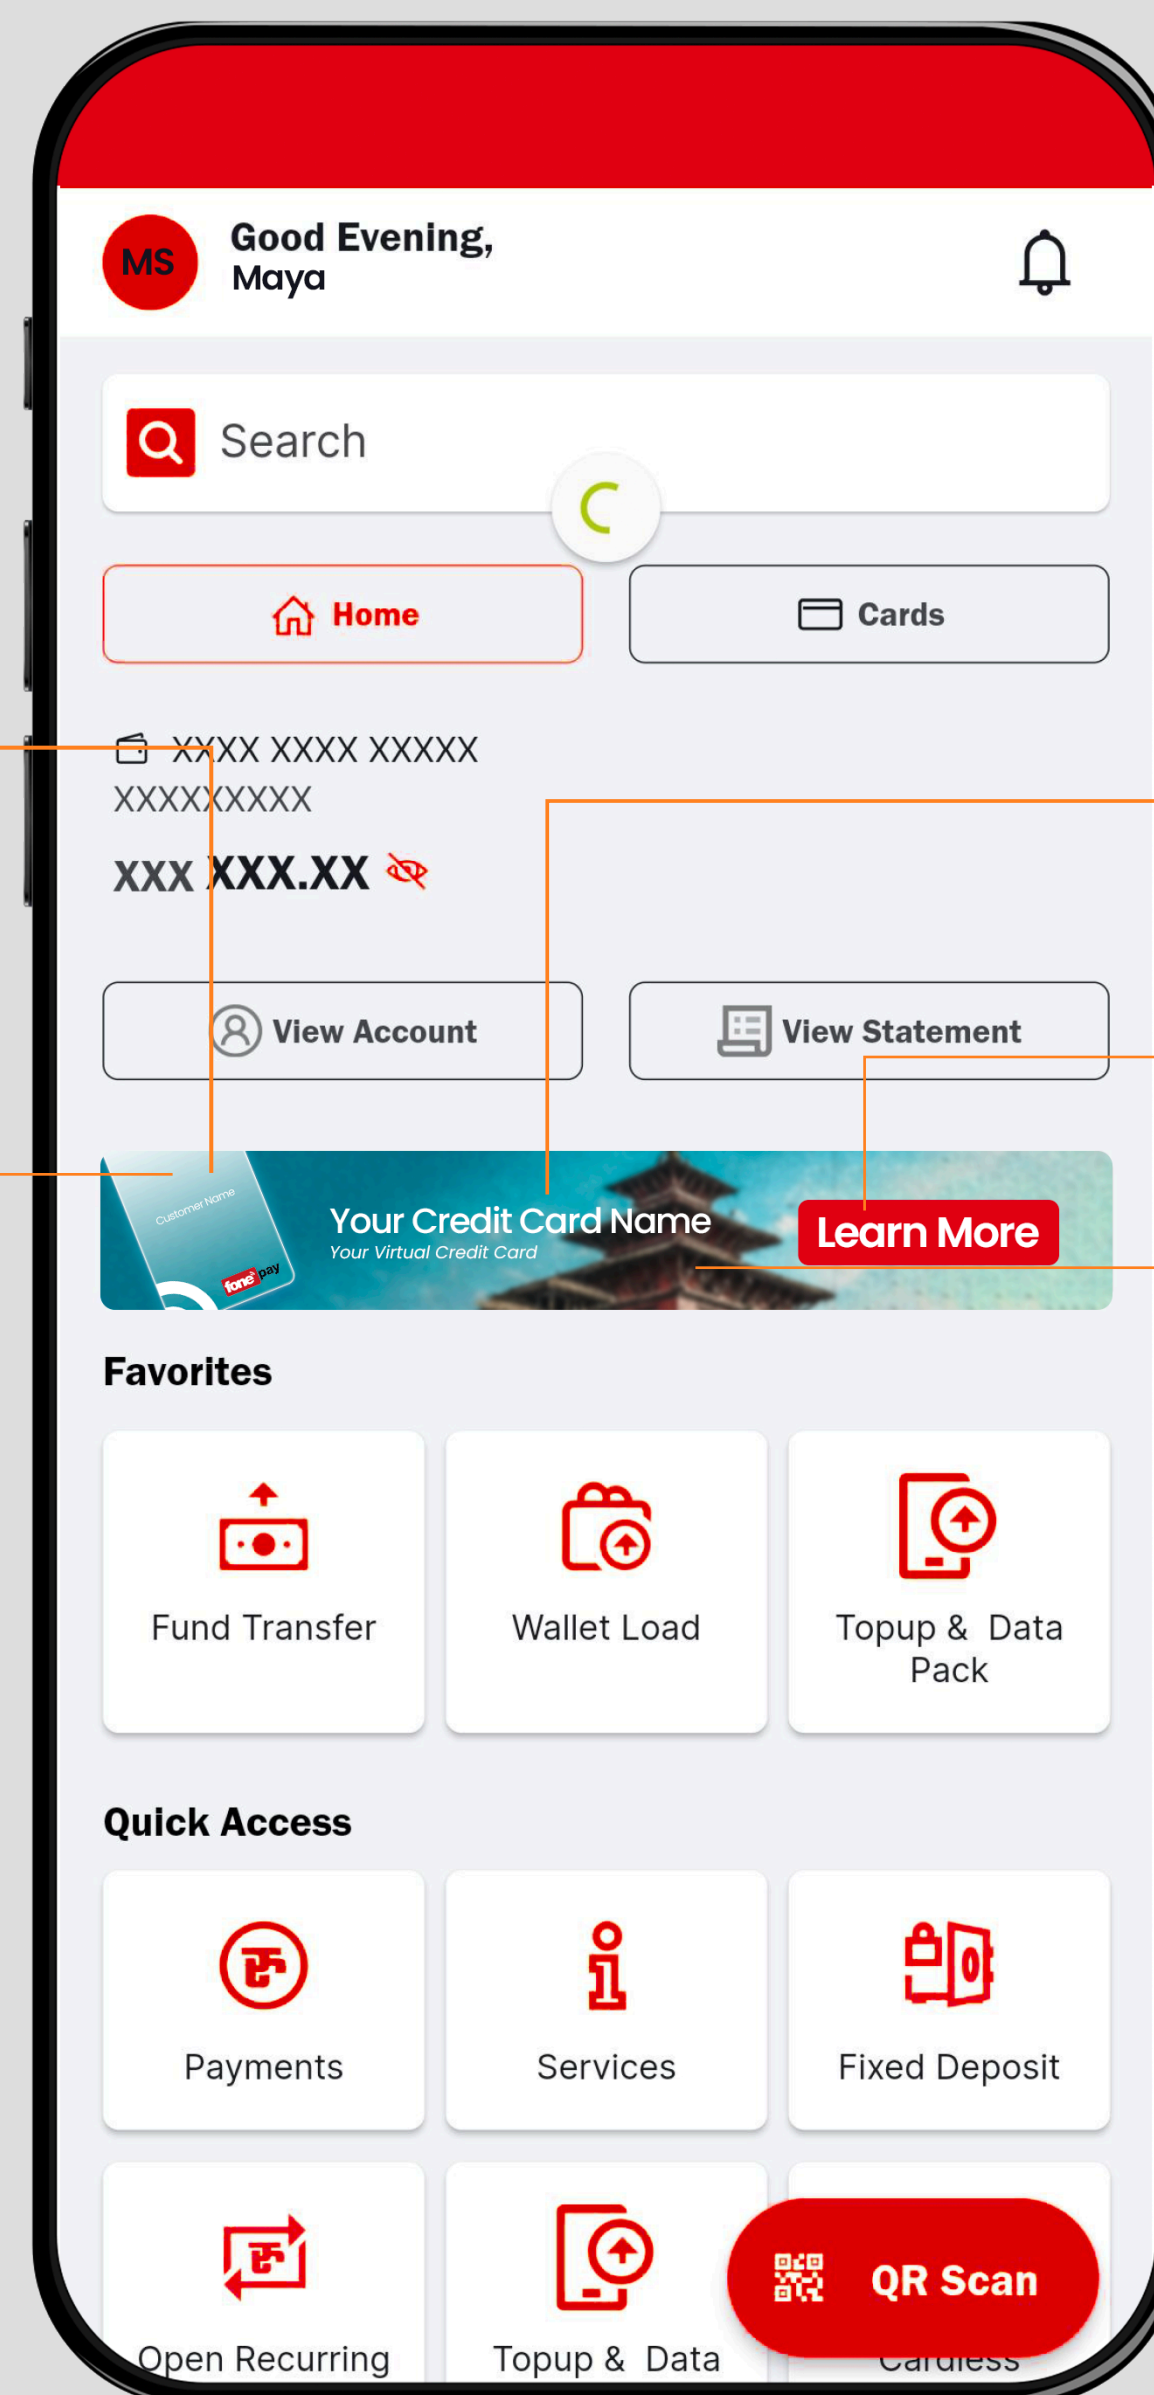 MS
Good Evening,
Maya
Search
Home
Cards
XXXX XXXX XXXXX
XXXXXXXXX
XXX XXX.XX
View Account
View Statement
Customer Name
fonepay
Your Credit Card Name
Your Virtual Credit Card
Learn More
Favorites
Fund Transfer
Wallet Load
Topup & Data
Pack
Quick Access
Payments
Services
Fixed Deposit
QR Scan
Open Recurring
Topup & Data
Cardless